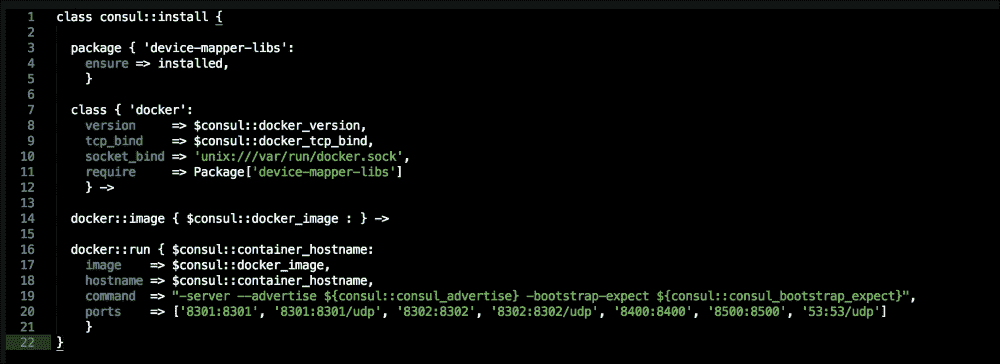 1 class consul::install {
2
3 package { 'device-mapper-libs':
4 ensure => installed,
5 }
6
7 class { 'docker':
8 version => $consul::docker_version,
9 tcp_bind => $consul::docker_tcp_bind,
10 socket_bind => 'unix:///var/run/docker.sock',
11 require => Package['device-mapper-libs']
12 } ->
13
14 docker::image { $consul::docker_image : } ->
15
16 docker::run { $consul::container_hostname:
17 image => $consul::docker_image,
18 hostname => $consul::container_hostname,
19 command => "-server --advertise ${consul::consul_advertise} -bootstrap-expect ${consul::consul_bootstrap_expect}",
20 ports => ['8301:8301', '8301:8301/udp', '8302:8302', '8302:8302/udp', '8400:8400', '8500:8500', '53:53/udp']
21 }
22 }